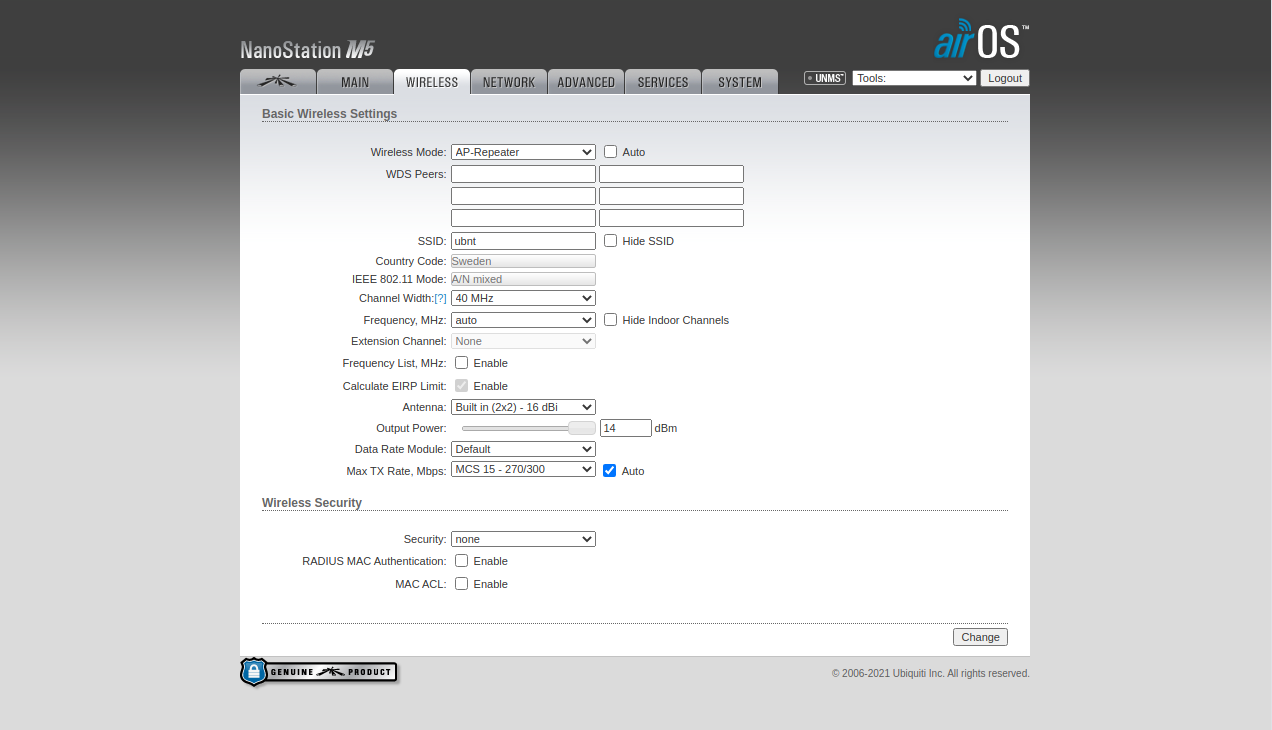 NanoStation M5
airOS™
MAIN WIRELESS NETWORK ADVANCED SERVICES SYSTEM UNMS™ Tools: Logout
Basic Wireless Settings
Wireless Mode: AP-Repeater Auto
WDS Peers:
SSID: ubnt Hide SSID
Country Code: Sweden
IEEE 802.11 Mode: A/N mixed
Channel Width:[?] 40 MHz
Frequency, MHz: auto Hide Indoor Channels
Extension Channel: None
Frequency List, MHz: Enable
Calculate EIRP Limit: Enable
Antenna: Built in (2x2) - 16 dBi
Output Power: 14 dBm
Data Rate Module: Default
Max TX Rate, Mbps: MCS 15 - 270/300 Auto
Wireless Security
Security: none
RADIUS MAC Authentication: Enable
MAC ACL: Enable
Change
GENUINE PRODUCT
© 2006-2021 Ubiquiti Inc. All rights reserved.